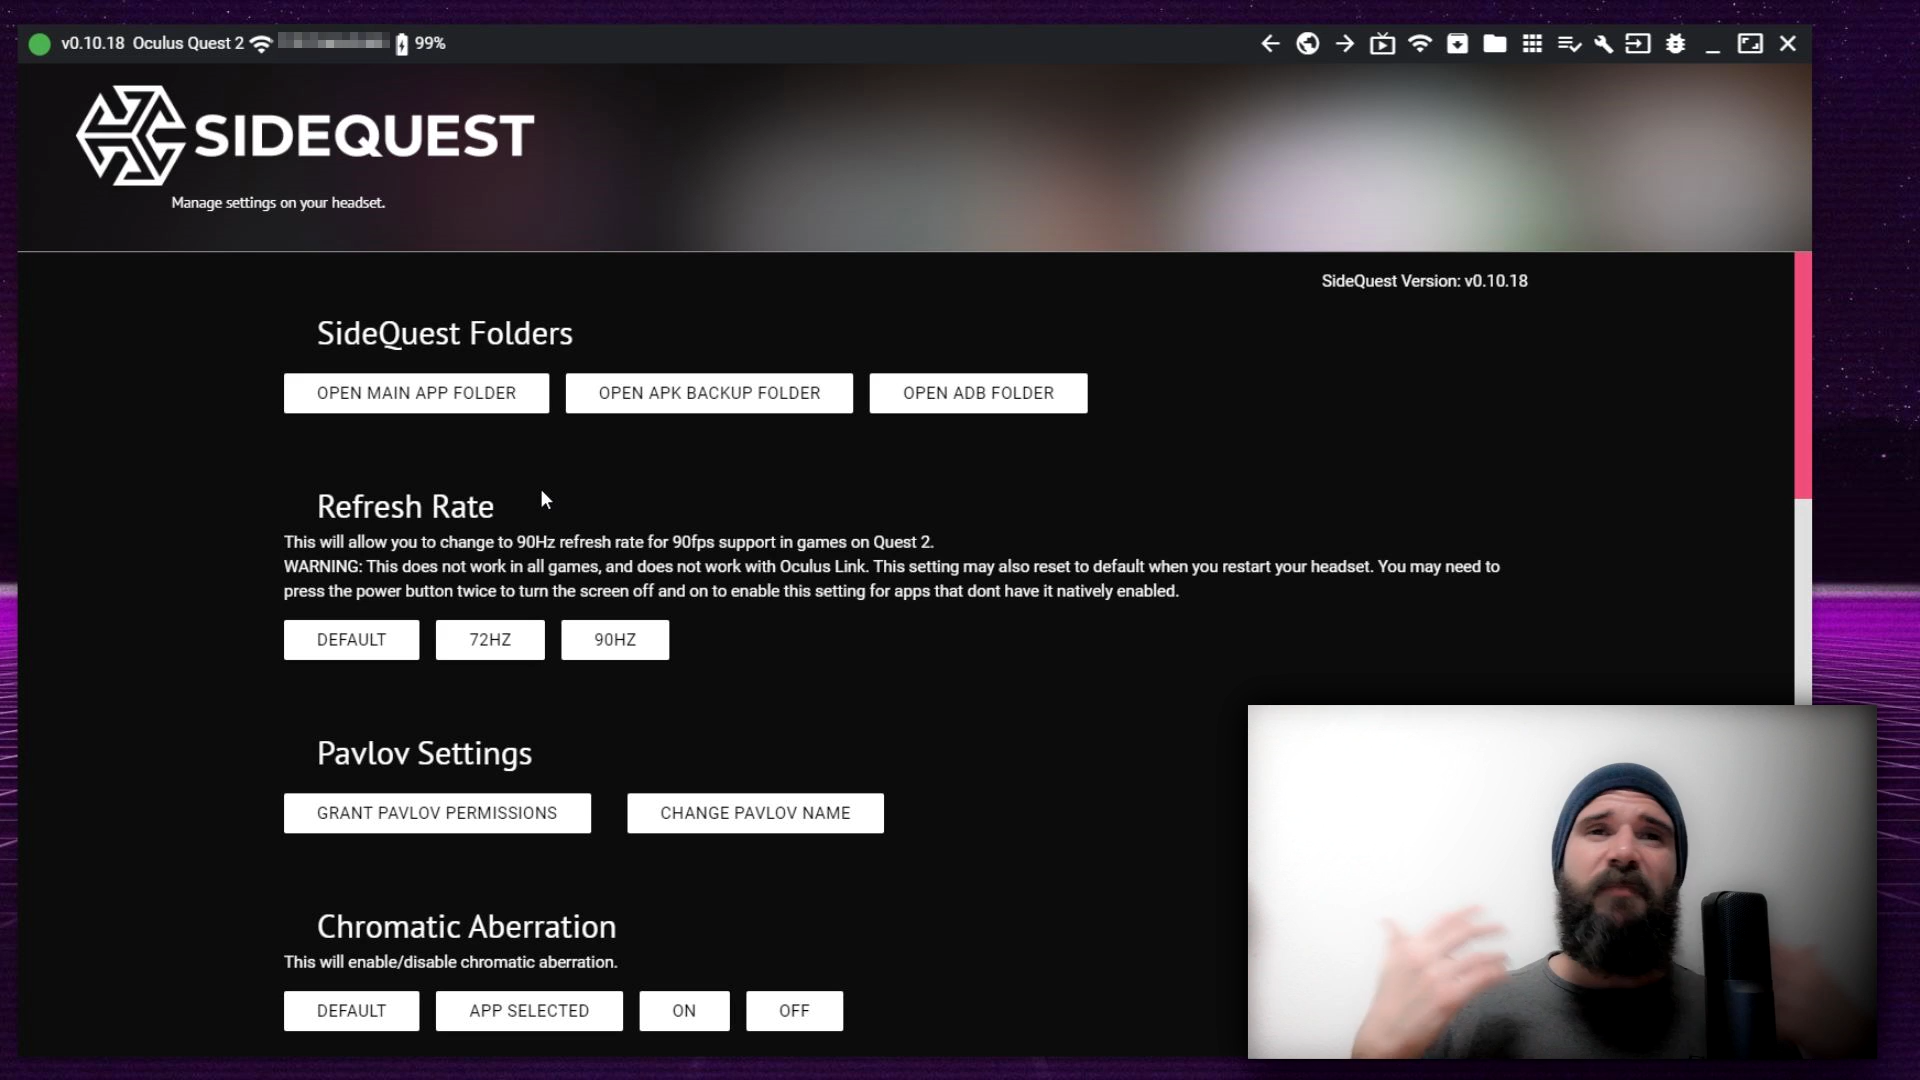 v0.10.18 Oculus Quest 2 99%
SIDEQUEST
Manage settings on your headset.
SideQuest Version: v0.10.18
SideQuest Folders
OPEN MAIN APP FOLDER OPEN APK BACKUP FOLDER OPEN ADB FOLDER
Refresh Rate
This will allow you to change to 90Hz refresh rate for 90fps support in games on Quest 2.
WARNING: This does not work in all games, and does not work with Oculus Link. This setting may also reset to default when you restart your headset. You may need to
press the power button twice to turn the screen off and on to enable this setting for apps that dont have it natively enabled.
DEFAULT 72HZ 90HZ
Pavlov Settings
GRANT PAVLOV PERMISSIONS CHANGE PAVLOV NAME
Chromatic Aberration
This will enable/disable chromatic aberration.
DEFAULT APP SELECTED ON OFF